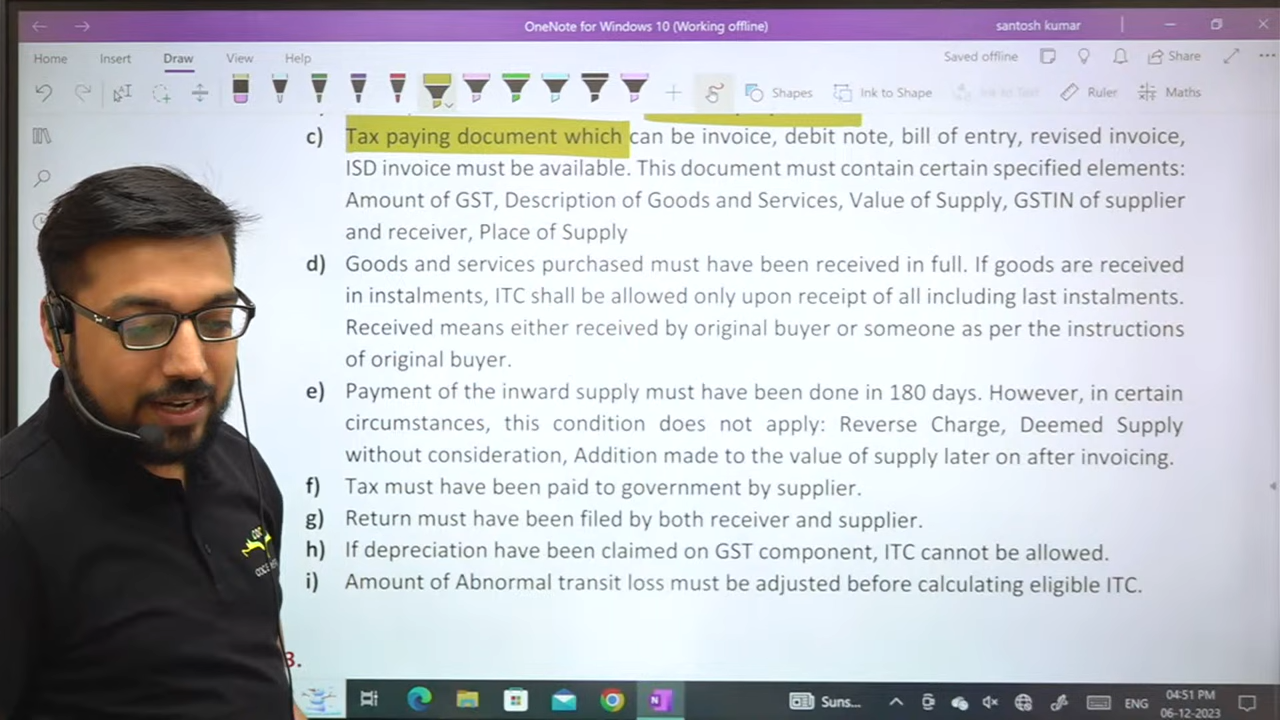 OneNote for Windows 10 (Working offline)
santosh kumar
Home Insert Draw View Help
Saved offline
Share
Shapes
Ink to Shape
Ink to Text
Ruler
Maths
c) Tax paying document which can be invoice, debit note, bill of entry, revised invoice,
ISD invoice must be available. This document must contain certain specified elements:
Amount of GST, Description of Goods and Services, Value of Supply, GSTIN of supplier
and receiver, Place of Supply
d) Goods and services purchased must have been received in full. If goods are received
in instalments, ITC shall be allowed only upon receipt of all including last instalments.
Received means either received by original buyer or someone as per the instructions
of original buyer.
e) Payment of the inward supply must have been done in 180 days. However, in certain
circumstances, this condition does not apply: Reverse Charge, Deemed Supply
without consideration, Addition made to the value of supply later on after invoicing.
f) Tax must have been paid to government by supplier.
g) Return must have been filed by both receiver and supplier.
h) If depreciation have been claimed on GST component, ITC cannot be allowed.
i) Amount of Abnormal transit loss must be adjusted before calculating eligible ITC.
3.
Suns...
ENG
04:51 PM
06-12-2023